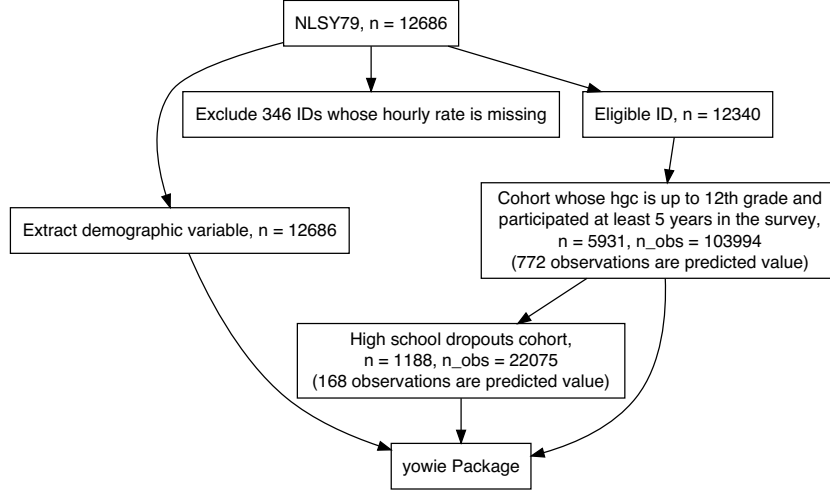 NLSY79, n = 12686
Exclude 346 IDs whose hourly rate is missing
Eligible ID, n = 12340
Extract demographic variable, n = 12686
Cohort whose hgc is up to 12th grade and
participated at least 5 years in the survey,
n = 5931, n_obs = 103994
(772 observations are predicted value)
High school dropouts cohort,
n = 1188, n_obs = 22075
(168 observations are predicted value)
yowie Package